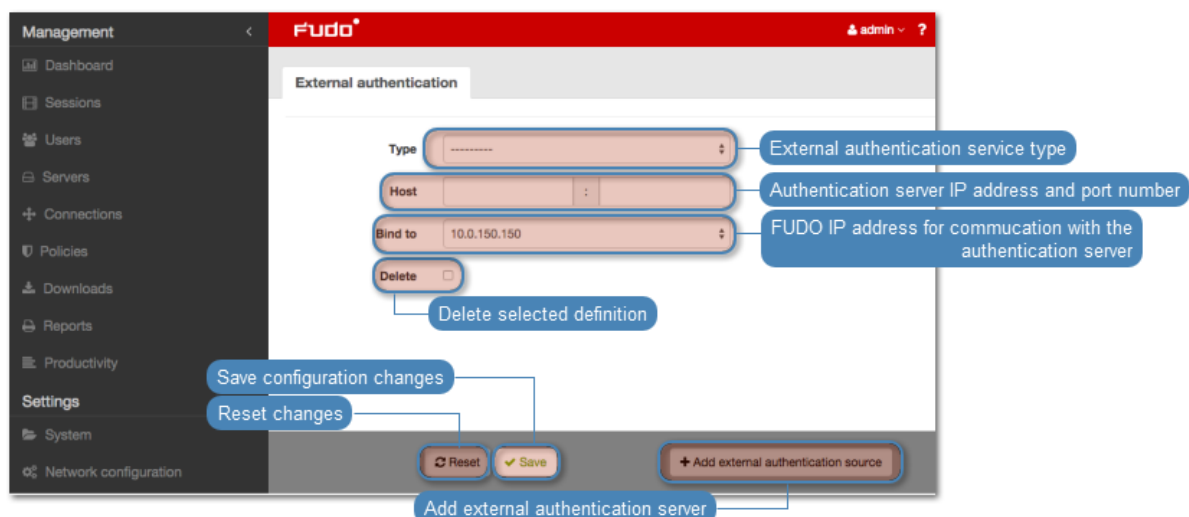 Management <
FUDO
admin
?
Dashboard
Sessions
Users
Servers
Connections
Policies
Downloads
Reports
Productivity
Settings
System
Network configuration
External authentication
Type
---------
External authentication service type
Host
:
Authentication server IP address and port number
Bind to
10.0.150.150
FUDO IP address for commucation with the
authentication server
Delete
Delete selected definition
Save configuration changes
Reset changes
Reset
Save
+ Add external authentication source
Add external authentication server